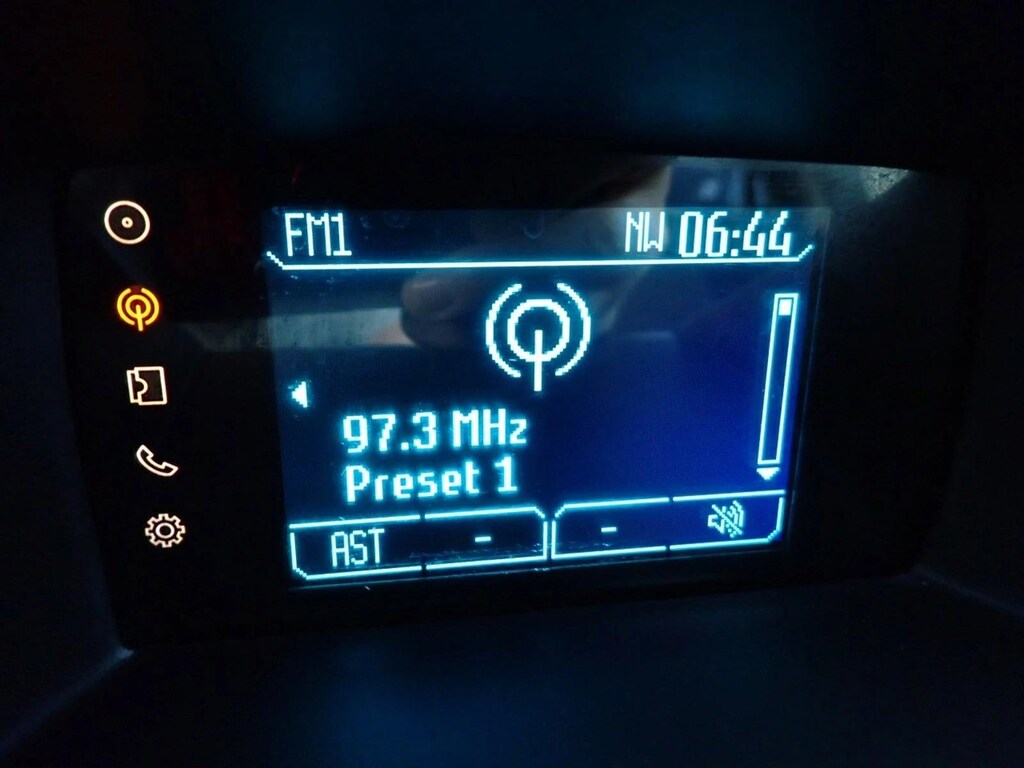 FM1 NW 06:44
97.3 MHz
Preset 1
AST - -